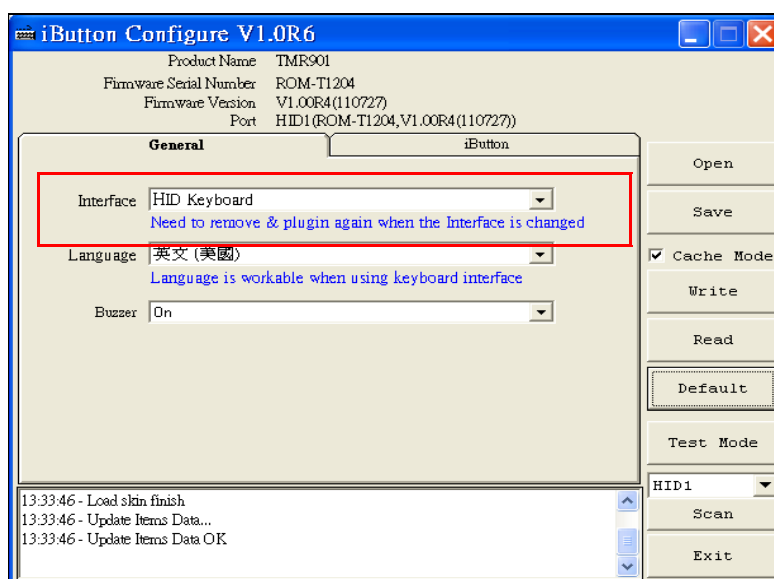 iButton Configure V1.0R6
Product Name TMR901
Firmware Serial Number ROM-T1204
Firmware Version V1.00R4(110727)
Port HID1(ROM-T1204,V1.00R4(110727))
General
iButton
Interface HID Keyboard
Need to remove & plugin again when the Interface is changed
Language 英文 (美國)
Language is workable when using keyboard interface
Buzzer On
Open
Save
Cache Mode
Write
Read
Default
Test Mode
HID1
Scan
Exit
13:33:46 - Load skin finish
13:33:46 - Update Items Data...
13:33:46 - Update Items Data OK